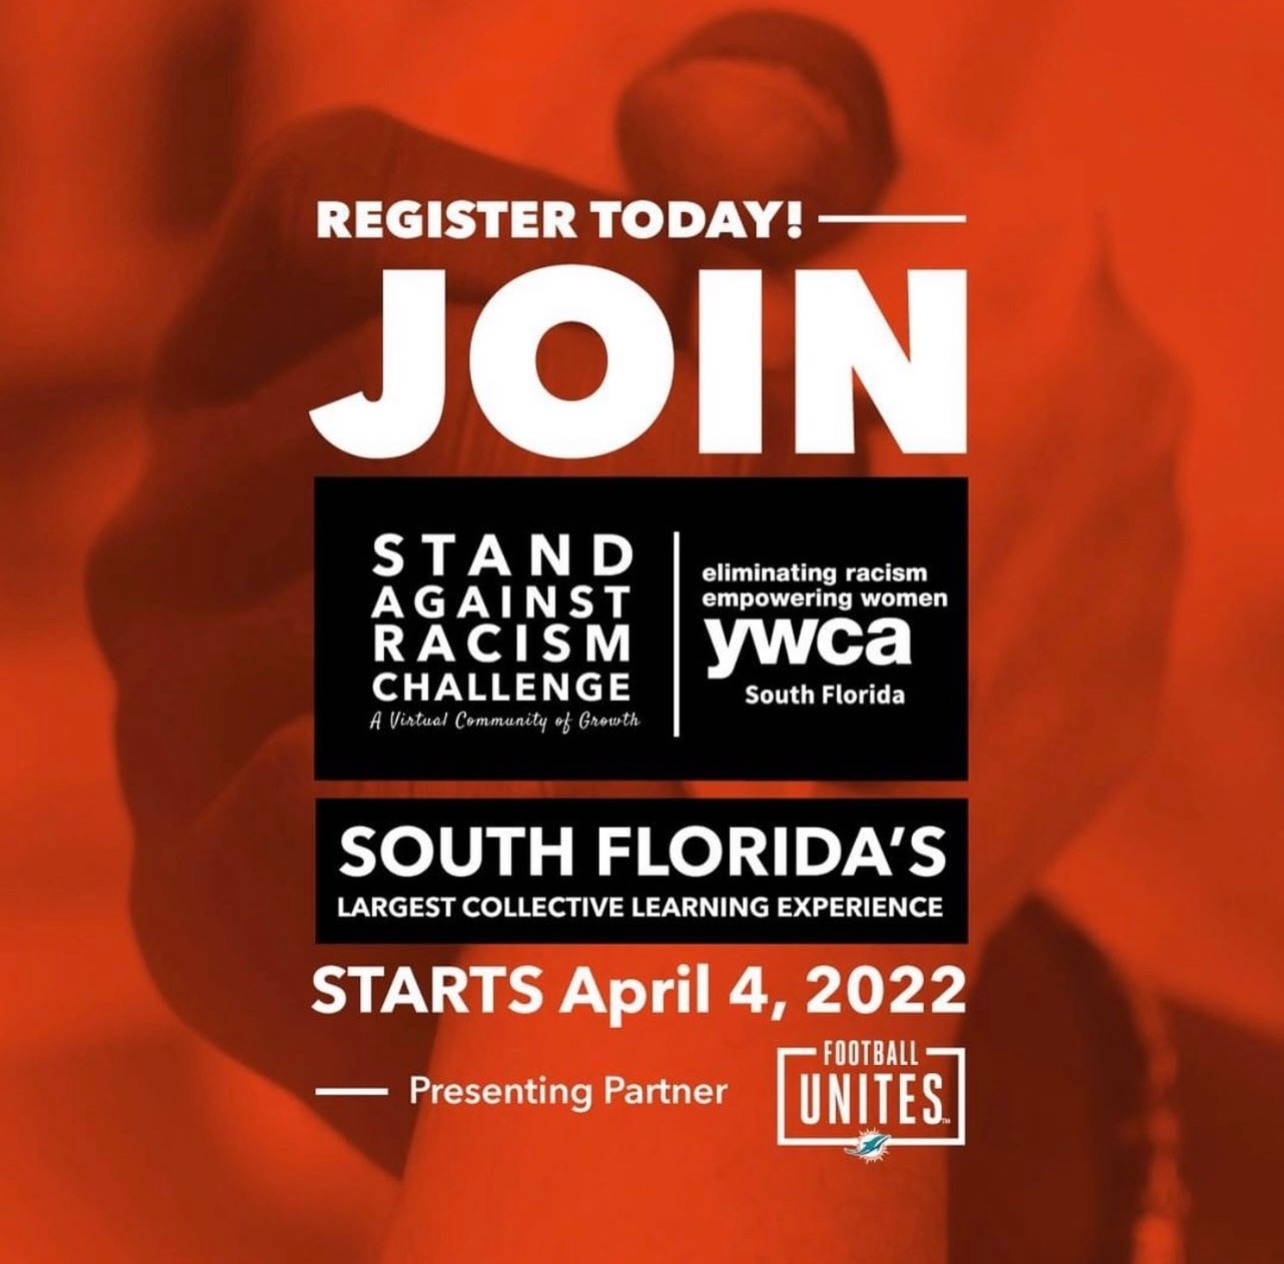 REGISTER TODAY!
JOIN
STAND
AGAINST
RACISM
CHALLENGE
A Virtual Community of Growth
eliminating racism
empowering women
ywca
South Florida
SOUTH FLORIDA'S
LARGEST COLLECTIVE LEARNING EXPERIENCE
STARTS April 4, 2022
Presenting Partner
FOOTBALL
UNITES™